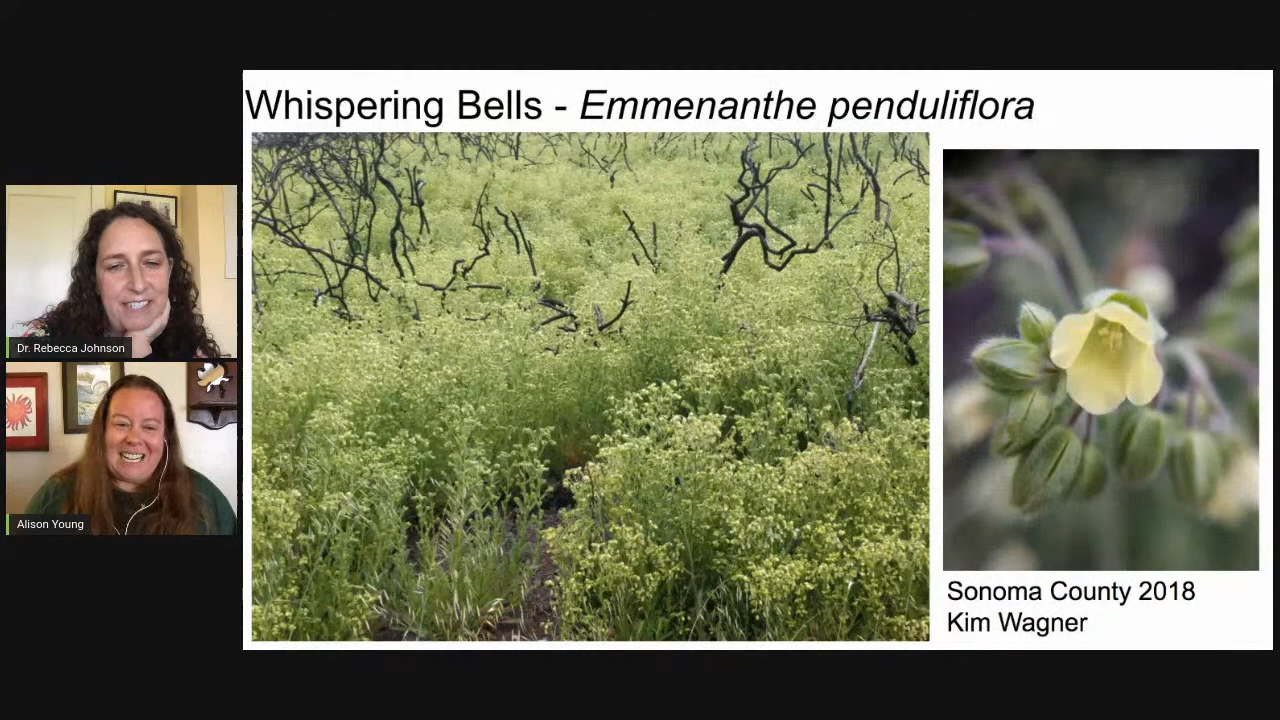 Whispering Bells - Emmenanthe penduliflora
Dr. Rebecca Johnson
Alison Young
Sonoma County 2018
Kim Wagner